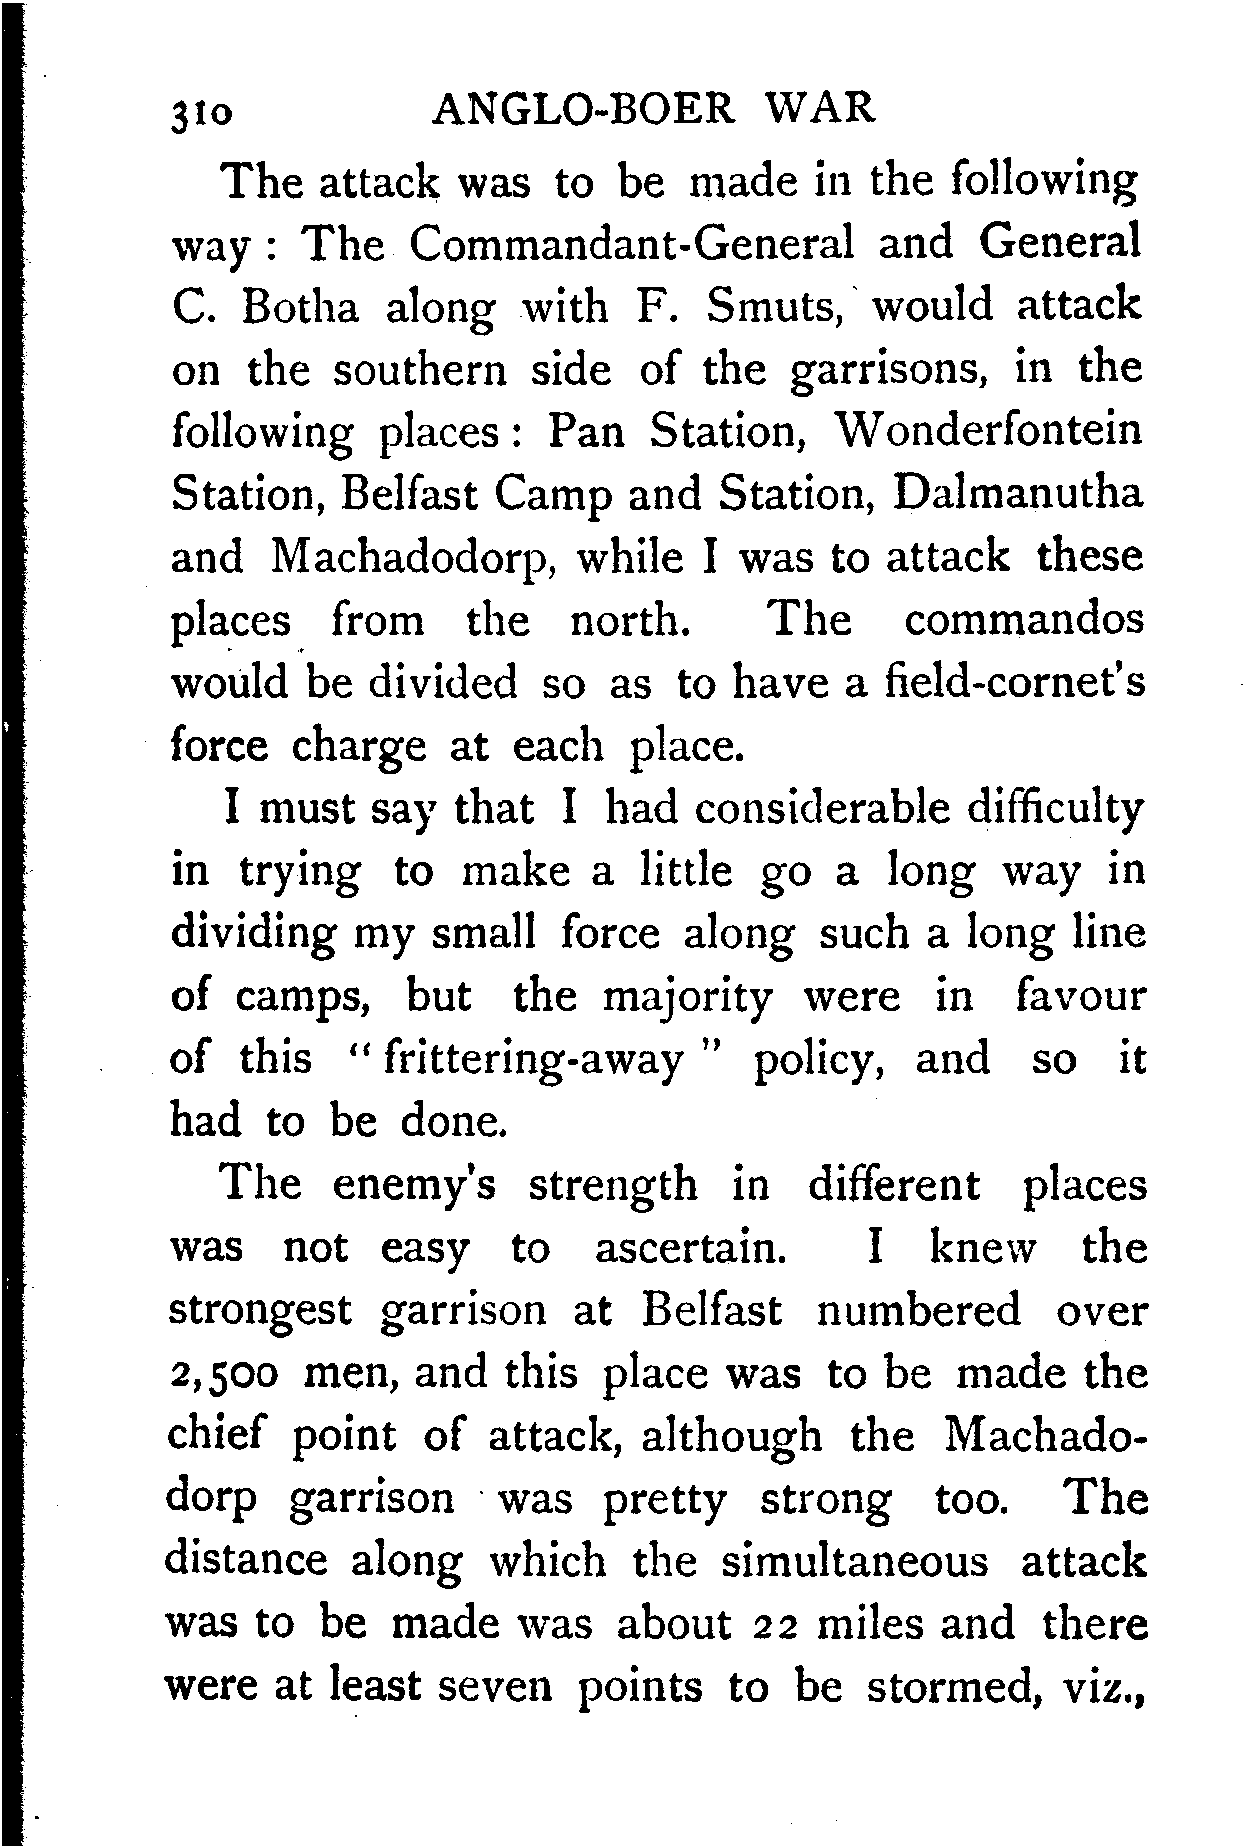 310 ANGLO-BOER WAR
The attack was to be made in the following
way : The Commandant-General and General
C. Botha along with F. Smuts, would attack
on the southern side of the garrisons, in the
following places : Pan Station, Wonderfontein
Station, Belfast Camp and Station, Dalmanutha
and Machadodorp, while I was to attack these
places from the north. The commandos
would be divided so as to have a field-cornet's
force charge at each place.
I must say that I had considerable difficulty
in trying to make a little go a long way in
dividing my small force along such a long line
of camps, but the majority were in favour
of this " frittering-away " policy, and so it
had to be done.
The enemy's strength in different places
was not easy to ascertain. I knew the
strongest garrison at Belfast numbered over
2,500 men, and this place was to be made the
chief point of attack, although the Machado-
dorp garrison was pretty strong too. The
distance along which the simultaneous attack
was to be made was about 22 miles and there
were at least seven points to be stormed, viz.,